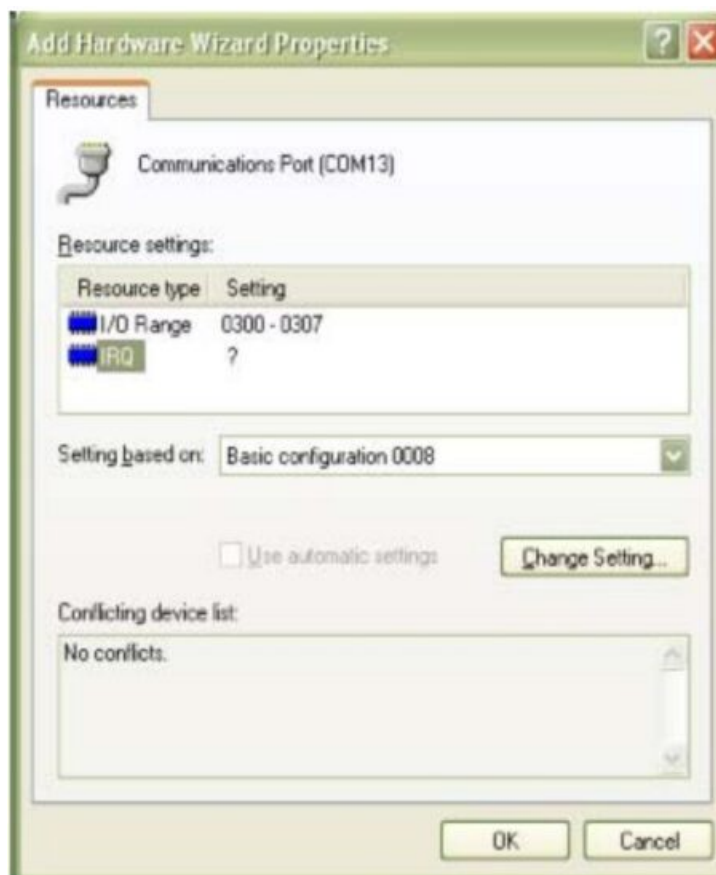 Add Hardware Wizard Properties
Resources
Communications Port (COM13)
Resource settings:
Resource type Setting
I/O Range 0300 - 0307
IRQ ?
Setting based on: Basic configuration 0008
Use automatic settings Change Setting...
Conflicting device list:
No conflicts.
OK Cancel